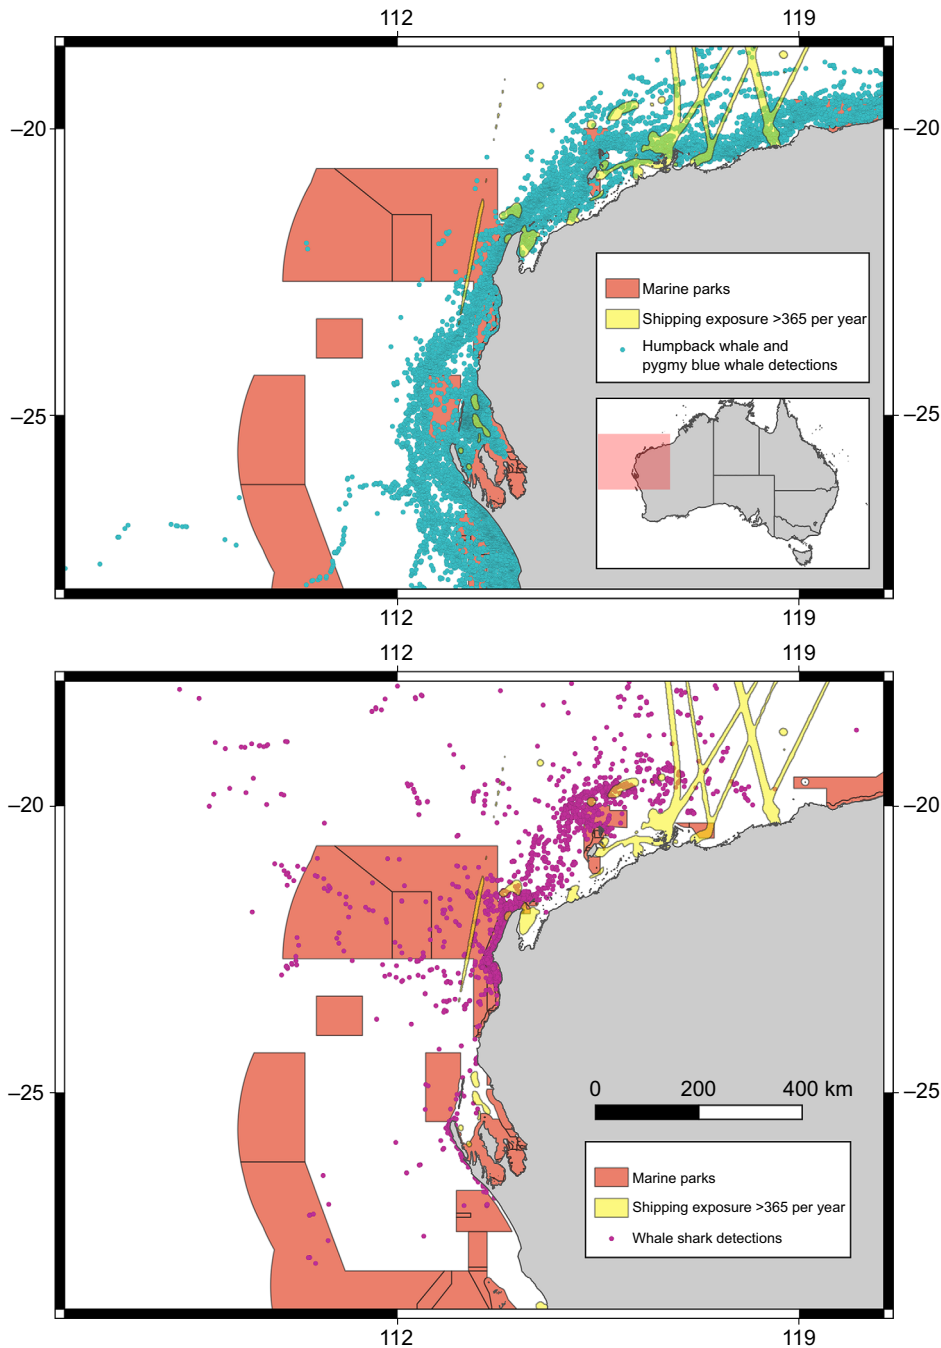 112 119
–20 –20
Marine parks
Shipping exposure >365 per year
Humpback whale and
pygmy blue whale detections
–25 –25
112 119
112 119
–20 –20
–25 –25
0 200 400 km
Marine parks
Shipping exposure >365 per year
Whale shark detections
112 119